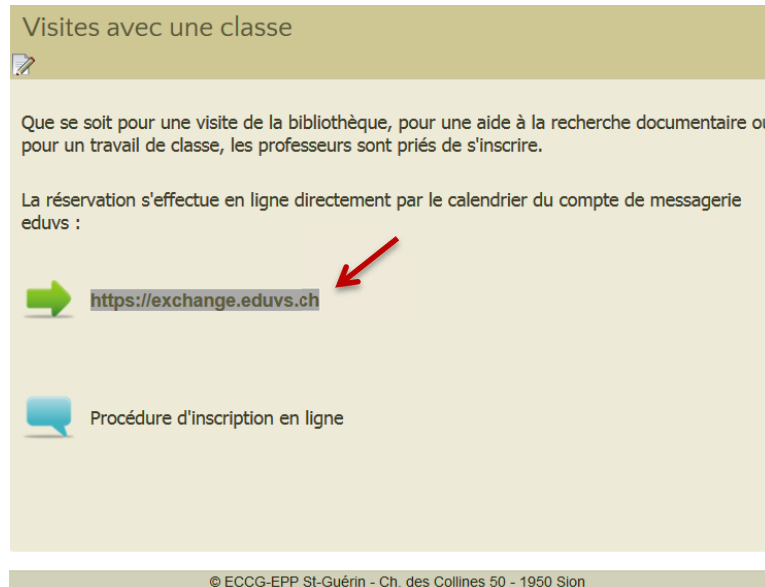 Visites avec une classe
Que se soit pour une visite de la bibliothèque, pour une aide à la recherche documentaire ou
pour un travail de classe, les professeurs sont priés de s'inscrire.
La réservation s'effectue en ligne directement par le calendrier du compte de messagerie
eduvs :
https://exchange.eduvs.ch
Procédure d'inscription en ligne
© ECCG-EPP St-Guérin - Ch. des Collines 50 - 1950 Sion